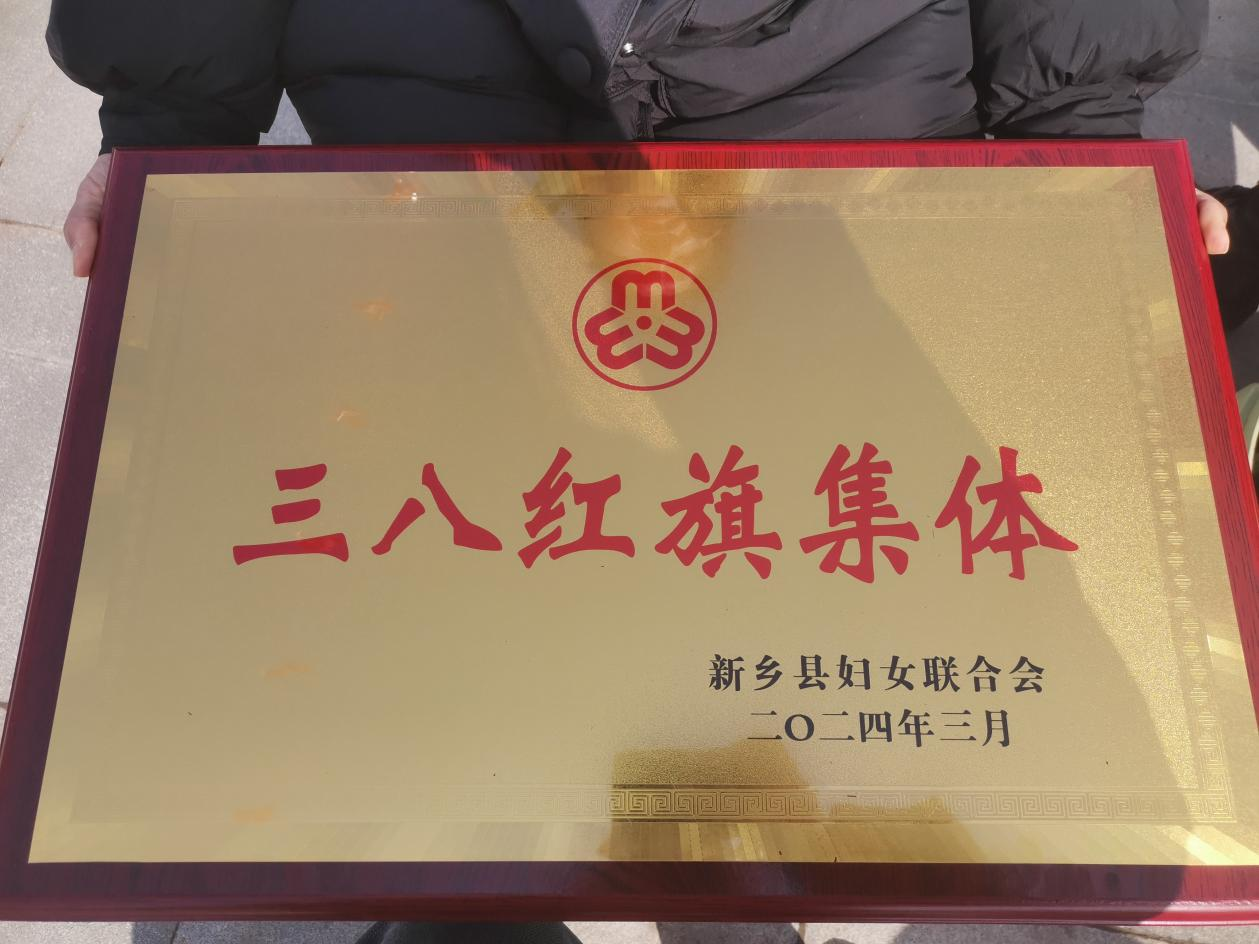 三八红旗集体
新乡县妇女联合会
二〇二四年三月